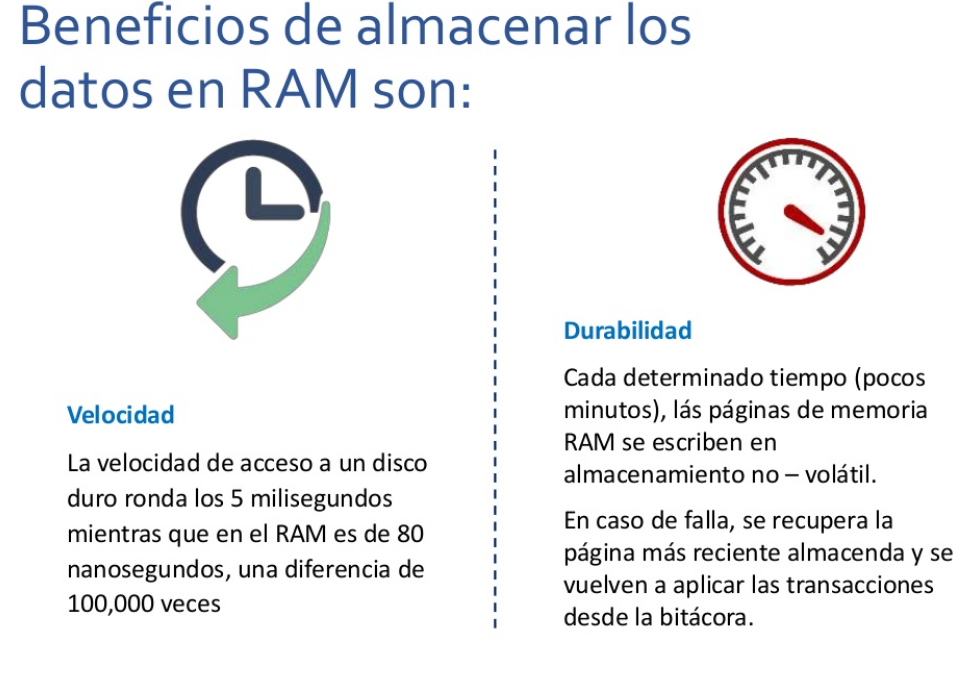 Beneficios de almacenar los
datos en RAM son:
Velocidad
La velocidad de acceso a un disco
duro ronda los 5 milisegundos
mientras que en el RAM es de 80
nanosegundos, una diferencia de
100,000 veces
Durabilidad
Cada determinado tiempo (pocos
minutos), lás páginas de memoria
RAM se escriben en
almacenamiento no – volátil.
En caso de falla, se recupera la
página más reciente almacenda y se
vuelven a aplicar las transacciones
desde la bitácora.